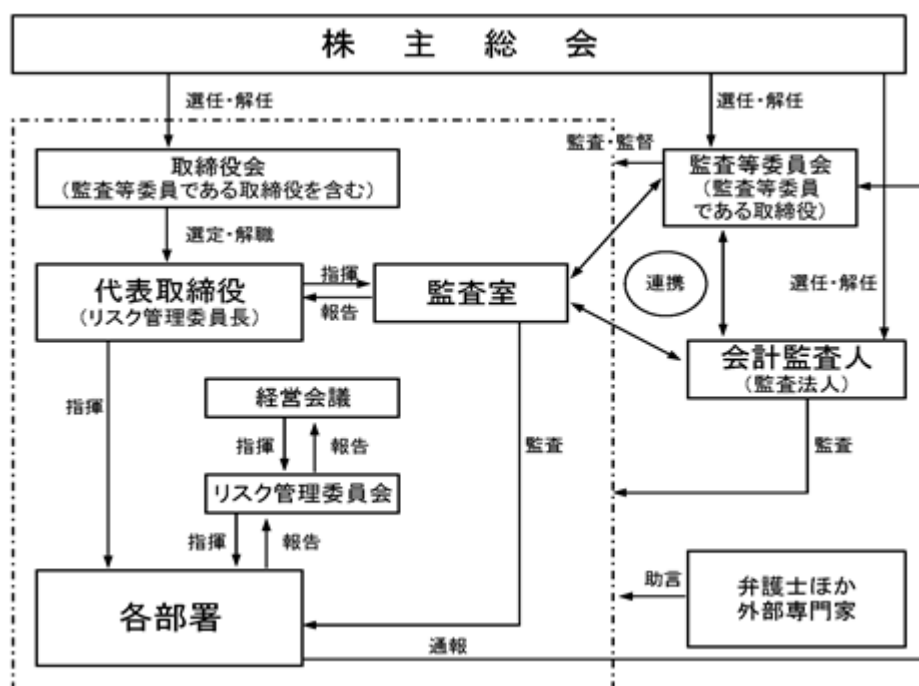 株主総会
選任・解任
選任・解任
監査・監督
取締役会
(監査等委員である取締役を含む)
監査等委員会
(監査等委員
である取締役)
選定・解職
代表取締役
(リスク管理委員長)
指揮
報告
監査室
連携
選任・解任
会計監査人
(監査法人)
指揮
経営会議
指揮
報告
監査
監査
リスク管理委員会
指揮
報告
各部署
助言
弁護士ほか
外部専門家
通報